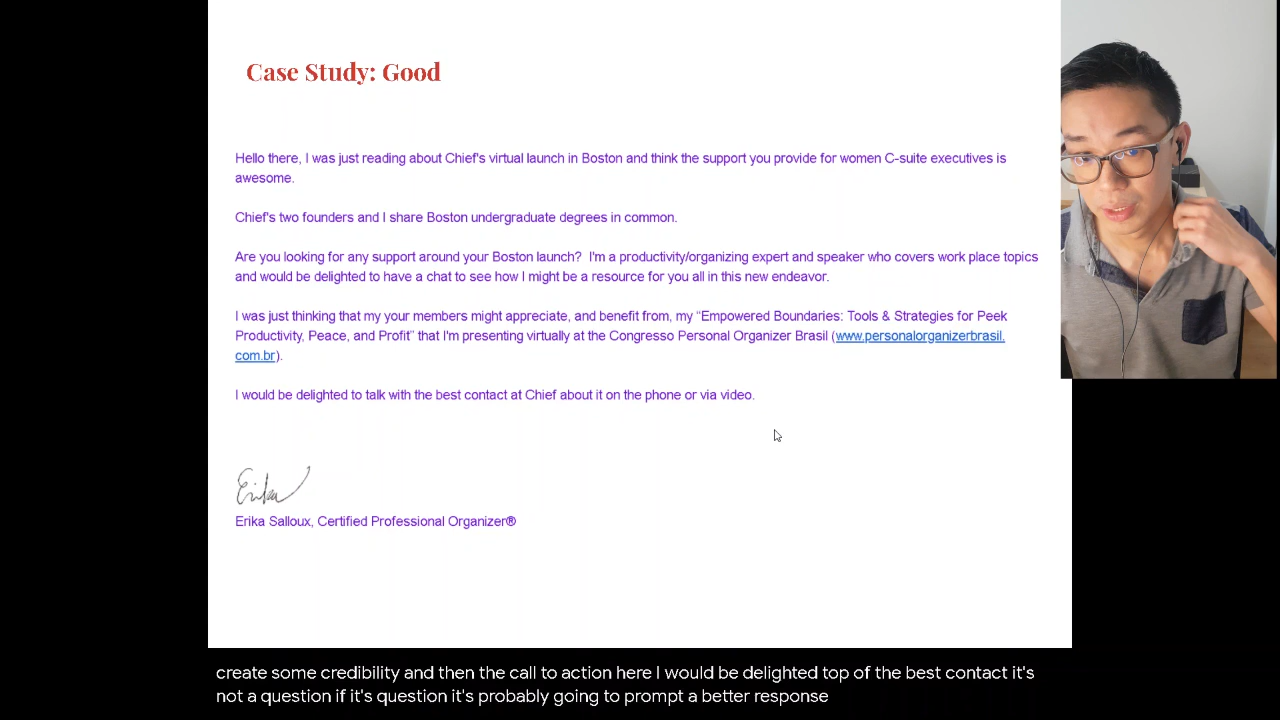 Case Study: Good
Hello there, I was just reading about Chief's virtual launch in Boston and think the support you provide for women C-suite executives is
awesome.
Chief's two founders and I share Boston undergraduate degrees in common.
Are you looking for any support around your Boston launch?  I'm a productivity/organizing expert and speaker who covers work place topics
and would be delighted to have a chat to see how I might be a resource for you all in this new endeavor.
I was just thinking that my your members might appreciate, and benefit from, my “Empowered Boundaries: Tools & Strategies for Peek
Productivity, Peace, and Profit” that I'm presenting virtually at the Congresso Personal Organizer Brasil (www.personalorganizerbrasil.
com.br).
I would be delighted to talk with the best contact at Chief about it on the phone or via video.
Erika
Erika Salloux, Certified Professional Organizer®
create some credibility and then the call to action here I would be delighted top of the best contact it's
not a question if it's question it's probably going to prompt a better response